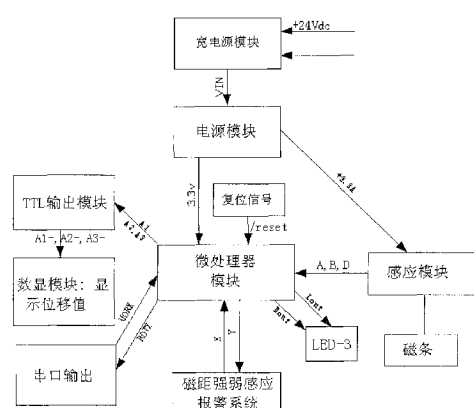 宽电源模块
+24Vdc
VIN
电源模块
3.3v
TTL输出模块
复位信号
/reset
A1-, A2-, A3-
A1
数显模块：显
示位移值
微处理器
模块
A,B,D
感应模块
LED-3
磁条
X
Y
串口输出
磁距强弱感应
报警系统